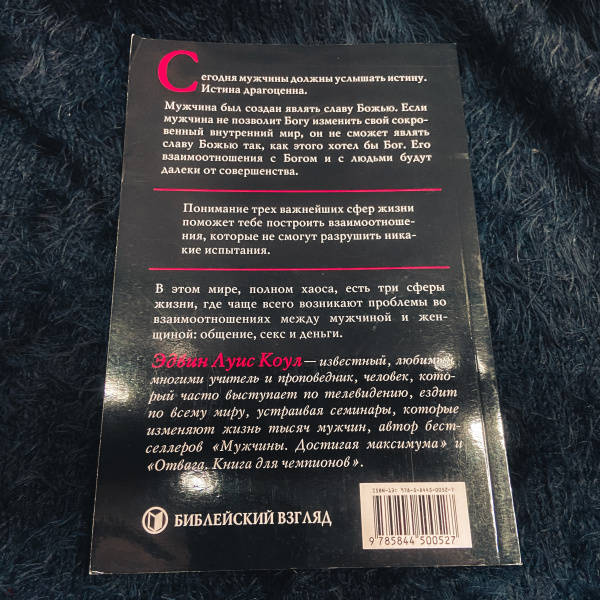 Сегодня мужчины должны услышать истину.
Истина драгоценна.
Мужчина был создан являть славу Божью. Если
мужчина не позволит Богу изменить свой сокро-
венный внутренний мир, он не сможет являть
славу Божью так, как этого хотел бы Бог. Его
взаимоотношения с Богом и с людьми будут
далеки от совершенства.
Понимание трех важнейших сфер жизни
поможет тебе построить взаимоотноше-
ния, которые не смогут разрушить ника-
кие испытания.
В этом мире, полном хаоса, есть три сферы
жизни, где чаще всего возникают проблемы во
взаимоотношениях между мужчиной и жен-
щиной: общение, секс и деньги.
Эдвин Луис Коул — известный, любимый
многими учитель и проповедник, человек, кото-
рый часто выступает по телевидению, ездит
по всему миру, устраивая семинары, которые
изменяют жизнь тысяч мужчин, автор бест-
селлеров «Мужчины. Достигая максимума» и
«Отвага. Книга для чемпионов».
БИБЛЕЙСКИЙ ВЗГЛЯД
9 785844 500527